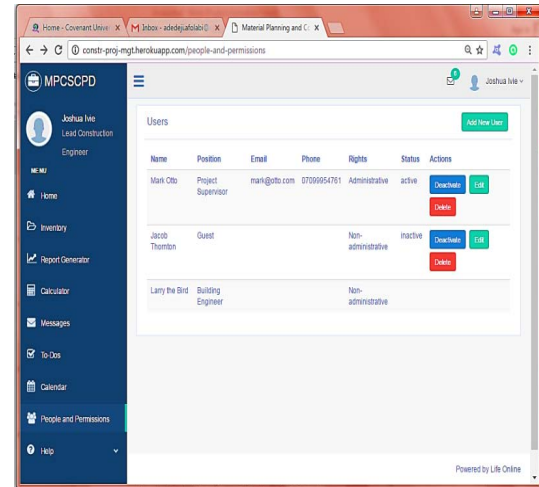 Home - Covenant Univer
Inbox - adedejiafolabi@
Material Planning and C
constr-proj-mgt.herokuapp.com/people-and-permissions
MPCSCPD
Joshua Ivie
Joshua Ivie
Lead Construction
Engineer
MENU
Home
Inventory
Report Generator
Calculator
Messages
To-Dos
Calendar
People and Permissions
Help
Users
Add New User
Name Position Email Phone Rights Status Actions
Mark Otto Project Supervisor mark@otto.com 07099954761 Administrative active Deactivate Edit
Delete
Jacob Thornton Guest Non-administrative inactive Deactivate Edit
Delete
Larry the Bird Building Engineer Non-administrative
Powered by Life Online